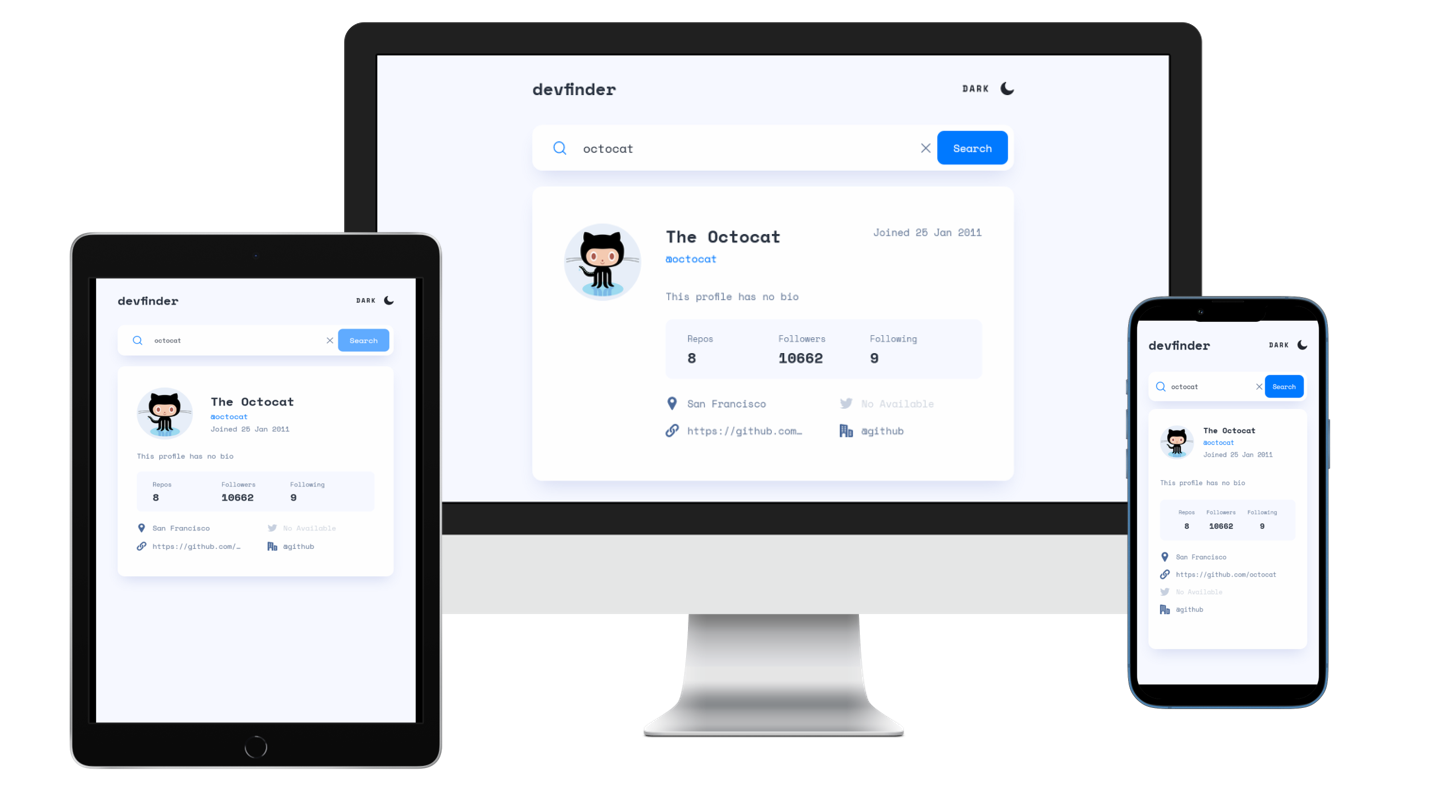 devfinder
DARK
octocat
Search
The Octocat
Joined 25 Jan 2011
@octocat
This profile has no bio
Repos Followers Following
8 10662 9
San Francisco No Available
https://github.com… @github
devfinder
DARK
octocat
Search
The Octocat
@octocat
Joined 25 Jan 2011
This profile has no bio
Repos Followers Following
8 10662 9
San Francisco No Available
https://github.com/… @github
devfinder
DARK
octocat
Search
The Octocat
@octocat
Joined 25 Jan 2011
This profile has no bio
Repos Followers Following
8 10662 9
San Francisco
https://github.com/octocat
No Available
@github